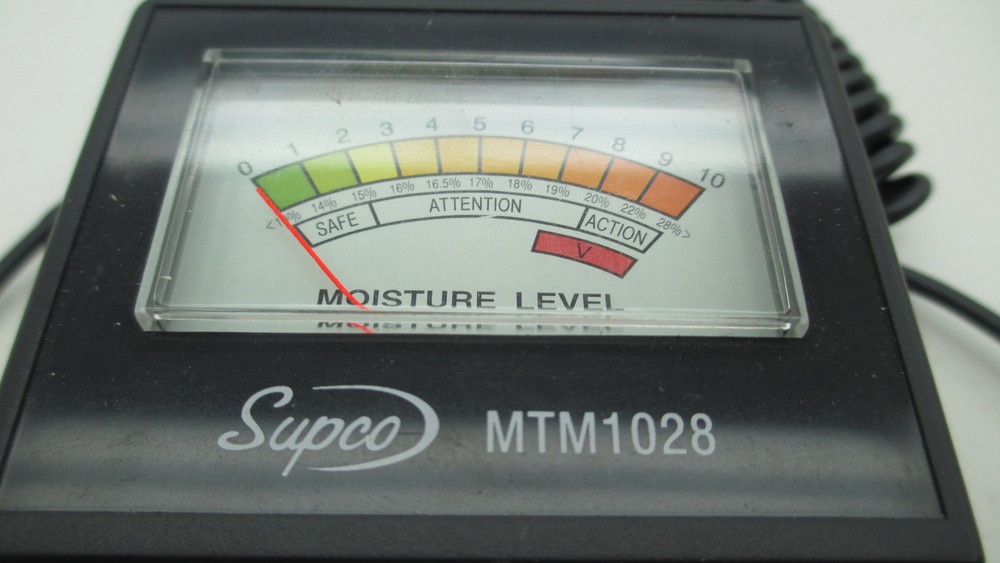 0 1 2 3 4 5 6 7 8 9 10
14% 15% 16% 16.5% 17% 18% 19% 20% 22% 28%>
SAFE ATTENTION ACTION
V
MOISTURE LEVEL
Supco MTM1028